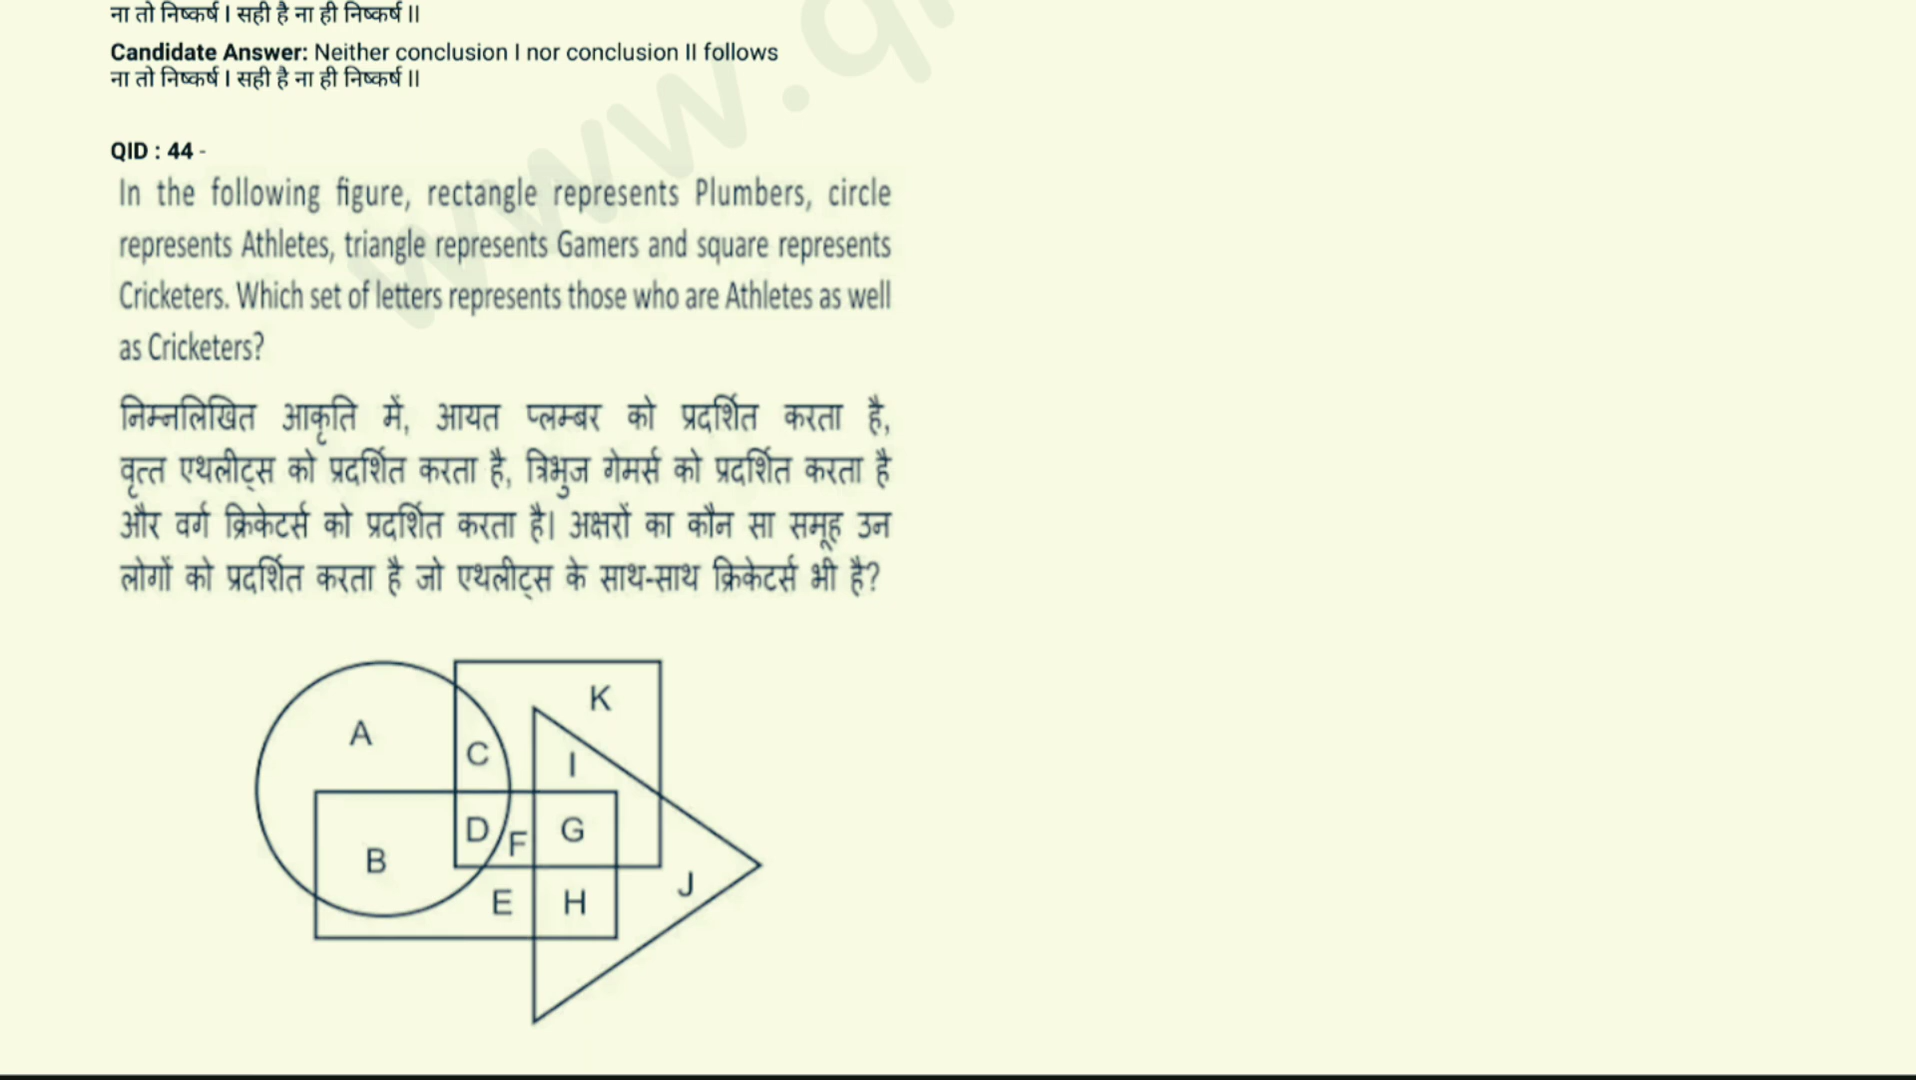 ना तो निष्कर्ष I सही है ना ही निष्कर्ष II
Candidate Answer: Neither conclusion I nor conclusion II follows
ना तो निष्कर्ष I सही है ना ही निष्कर्ष II
QID : 44 -
In the following figure, rectangle represents Plumbers, circle
represents Athletes, triangle represents Gamers and square represents
Cricketers. Which set of letters represents those who are Athletes as well
as Cricketers?
निम्नलिखित आकृति में, आयत प्लम्बर को प्रदर्शित करता है,
वृत्त एथलीट्स को प्रदर्शित करता है, त्रिभुज गेमर्स को प्रदर्शित करता है
और वर्ग क्रिकेटर्स को प्रदर्शित करता है। अक्षरों का कौन सा समूह उन
लोगों को प्रदर्शित करता है जो एथलीट्स के साथ-साथ क्रिकेटर्स भी है?
K
A
C
I
D
F
G
B
E
H
J